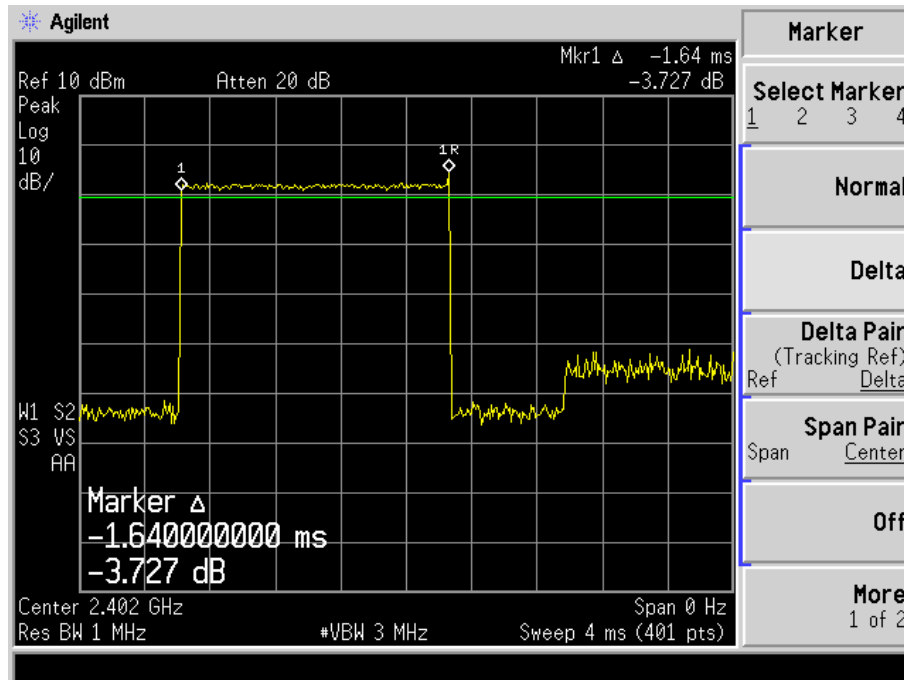 Agilent
Marker
Mkr1 Δ -1.64 ms
Ref 10 dBm Atten 20 dB -3.727 dB
Peak
Log
10
dB/
1
1R
W1 S2
S3 VS
AA
Marker Δ
-1.640000000 ms
-3.727 dB
Center 2.402 GHz Span 0 Hz
Res BW 1 MHz #VBW 3 MHz Sweep 4 ms (401 pts)
Select Marker
1 2 3 4
Normal
Delta
Delta Pair
(Tracking Ref)
Ref Delta
Span Pair
Span Center
Off
More
1 of 2